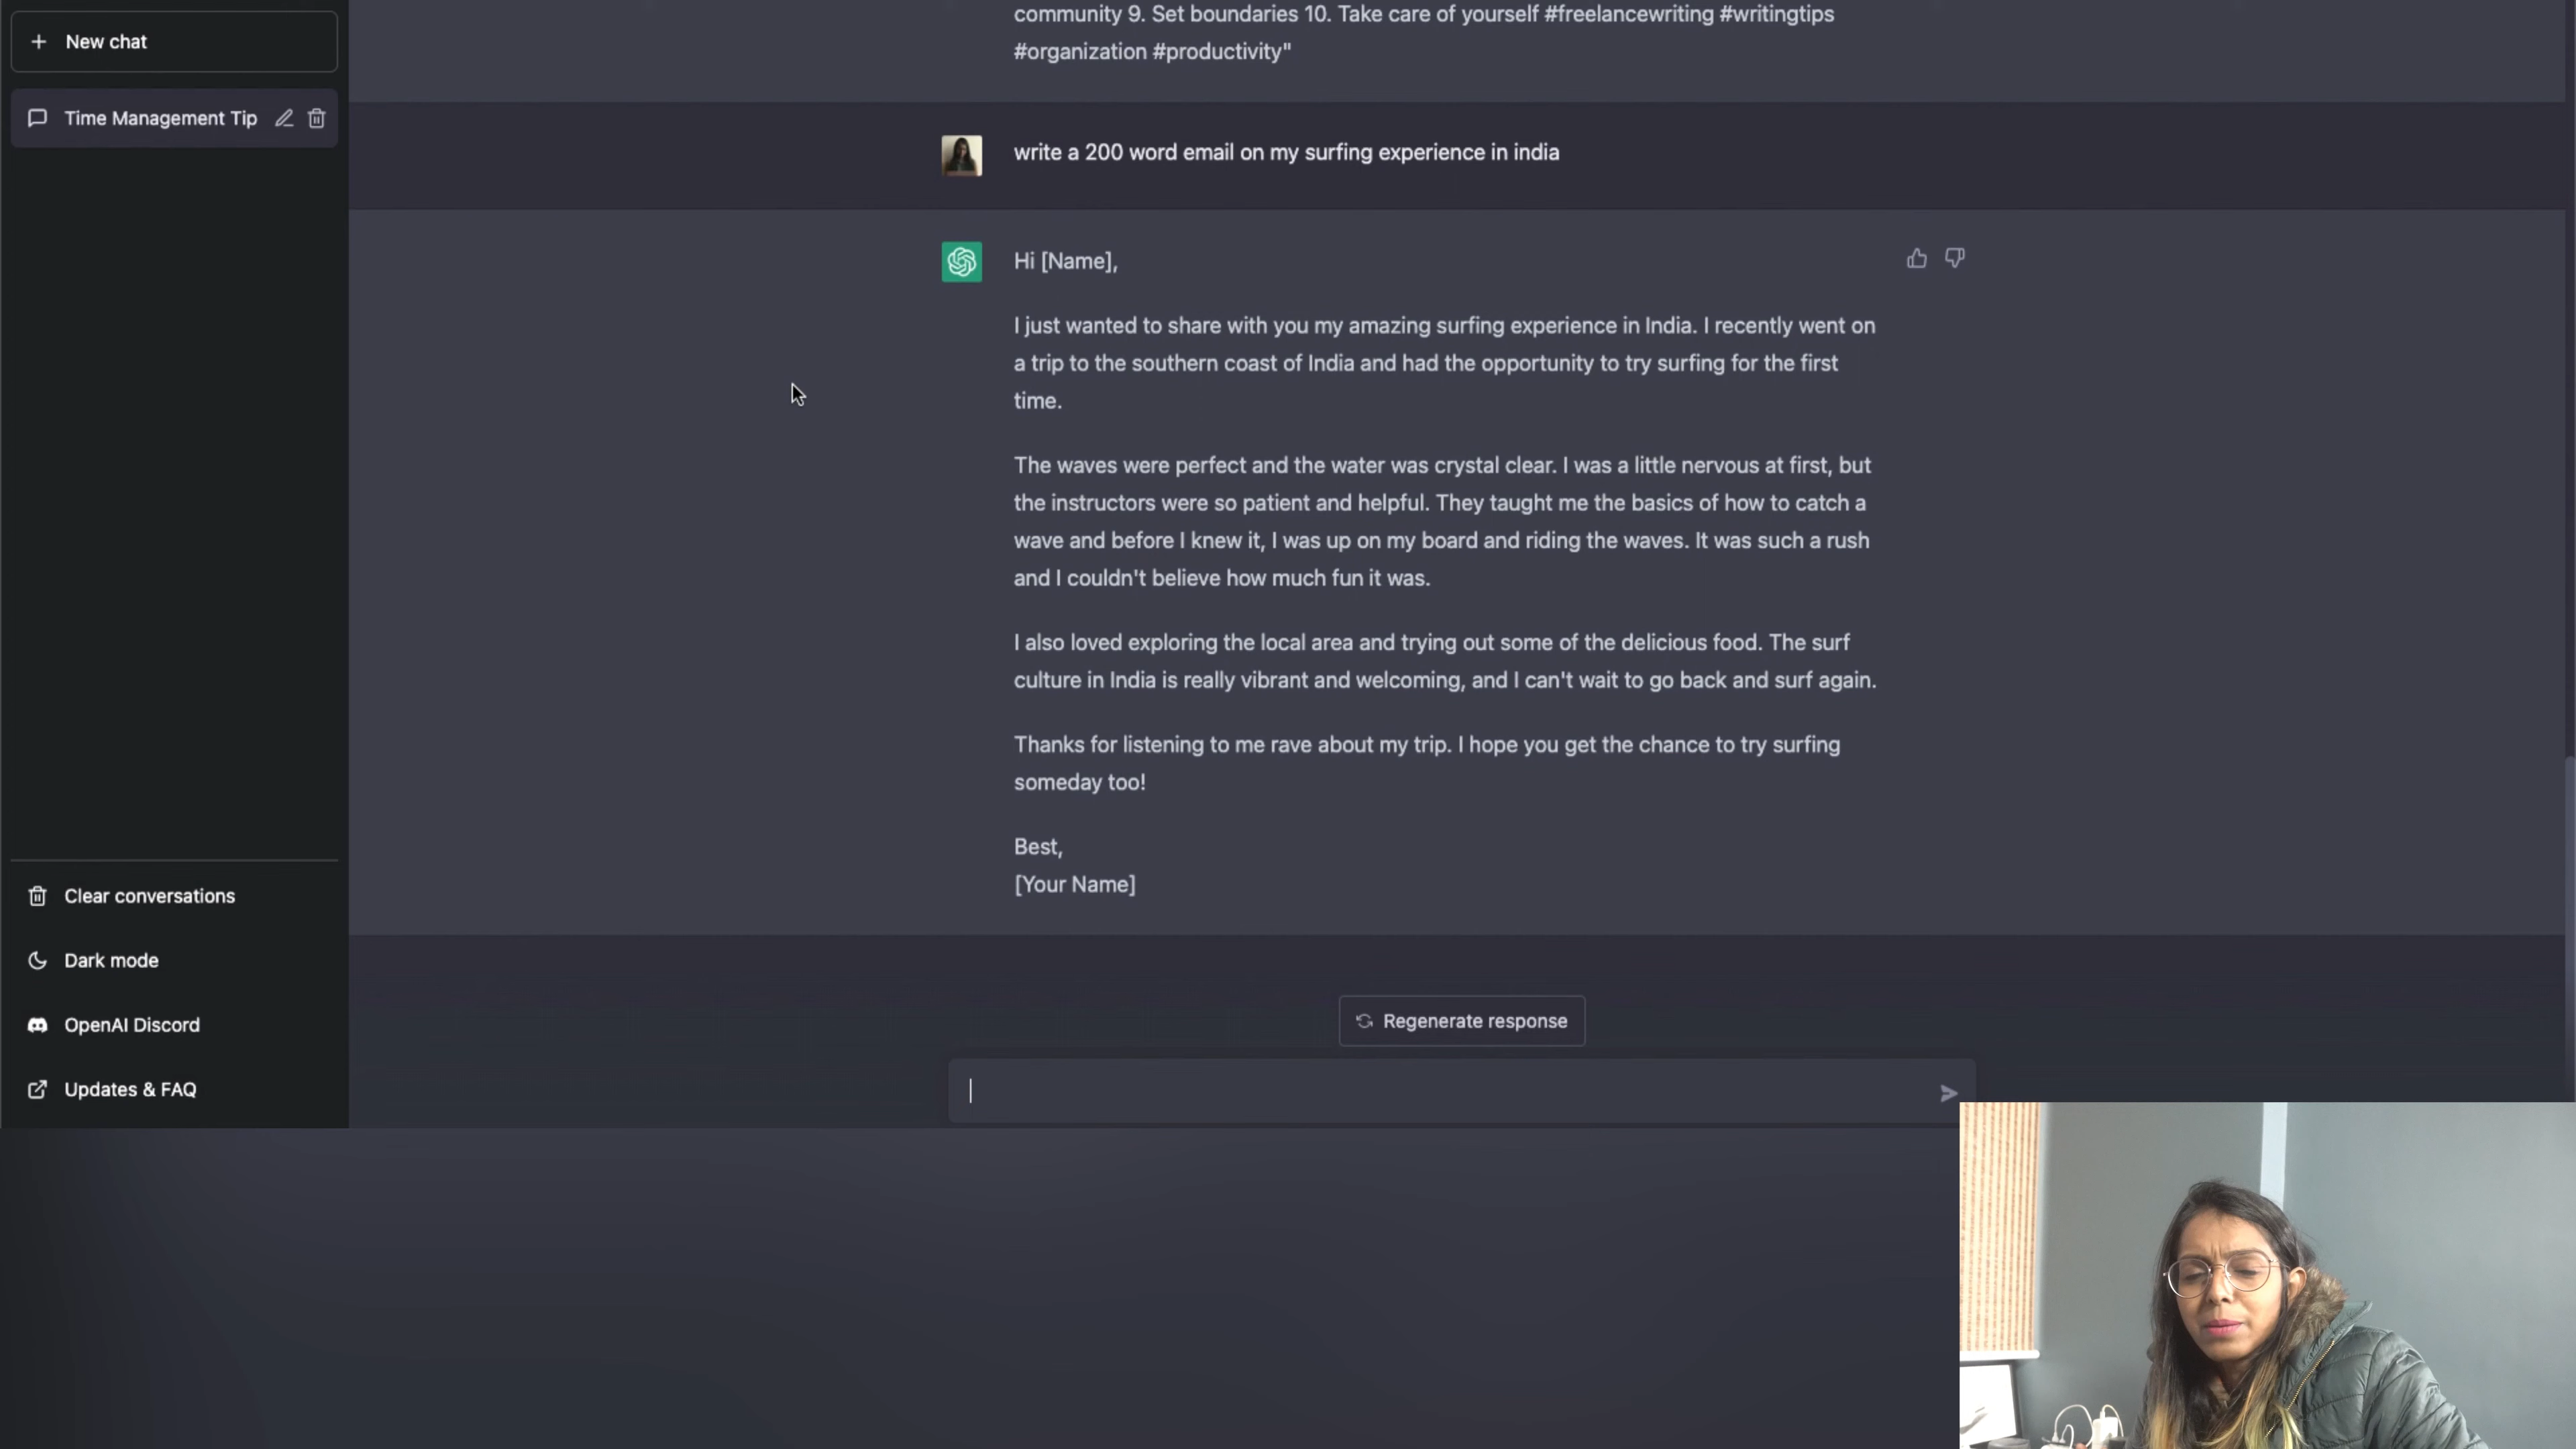 New chat
Time Management Tip
Clear conversations
Dark mode
OpenAI Discord
Updates & FAQ
community 9. Set boundaries 10. Take care of yourself #freelancewriting #writingtips
#organization #productivity"
write a 200 word email on my surfing experience in india
Hi [Name],
I just wanted to share with you my amazing surfing experience in India. I recently went on
a trip to the southern coast of India and had the opportunity to try surfing for the first
time.
The waves were perfect and the water was crystal clear. I was a little nervous at first, but
the instructors were so patient and helpful. They taught me the basics of how to catch a
wave and before I knew it, I was up on my board and riding the waves. It was such a rush
and I couldn't believe how much fun it was.
I also loved exploring the local area and trying out some of the delicious food. The surf
culture in India is really vibrant and welcoming, and I can't wait to go back and surf again.
Thanks for listening to me rave about my trip. I hope you get the chance to try surfing
someday too!
Best,
[Your Name]
Regenerate response